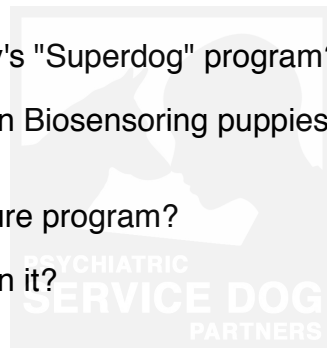 's "Superdog" program?
n Biosensoring puppies
ure program?
n it?
PSYCHIATRIC
SERVICE DOG
PARTNERS